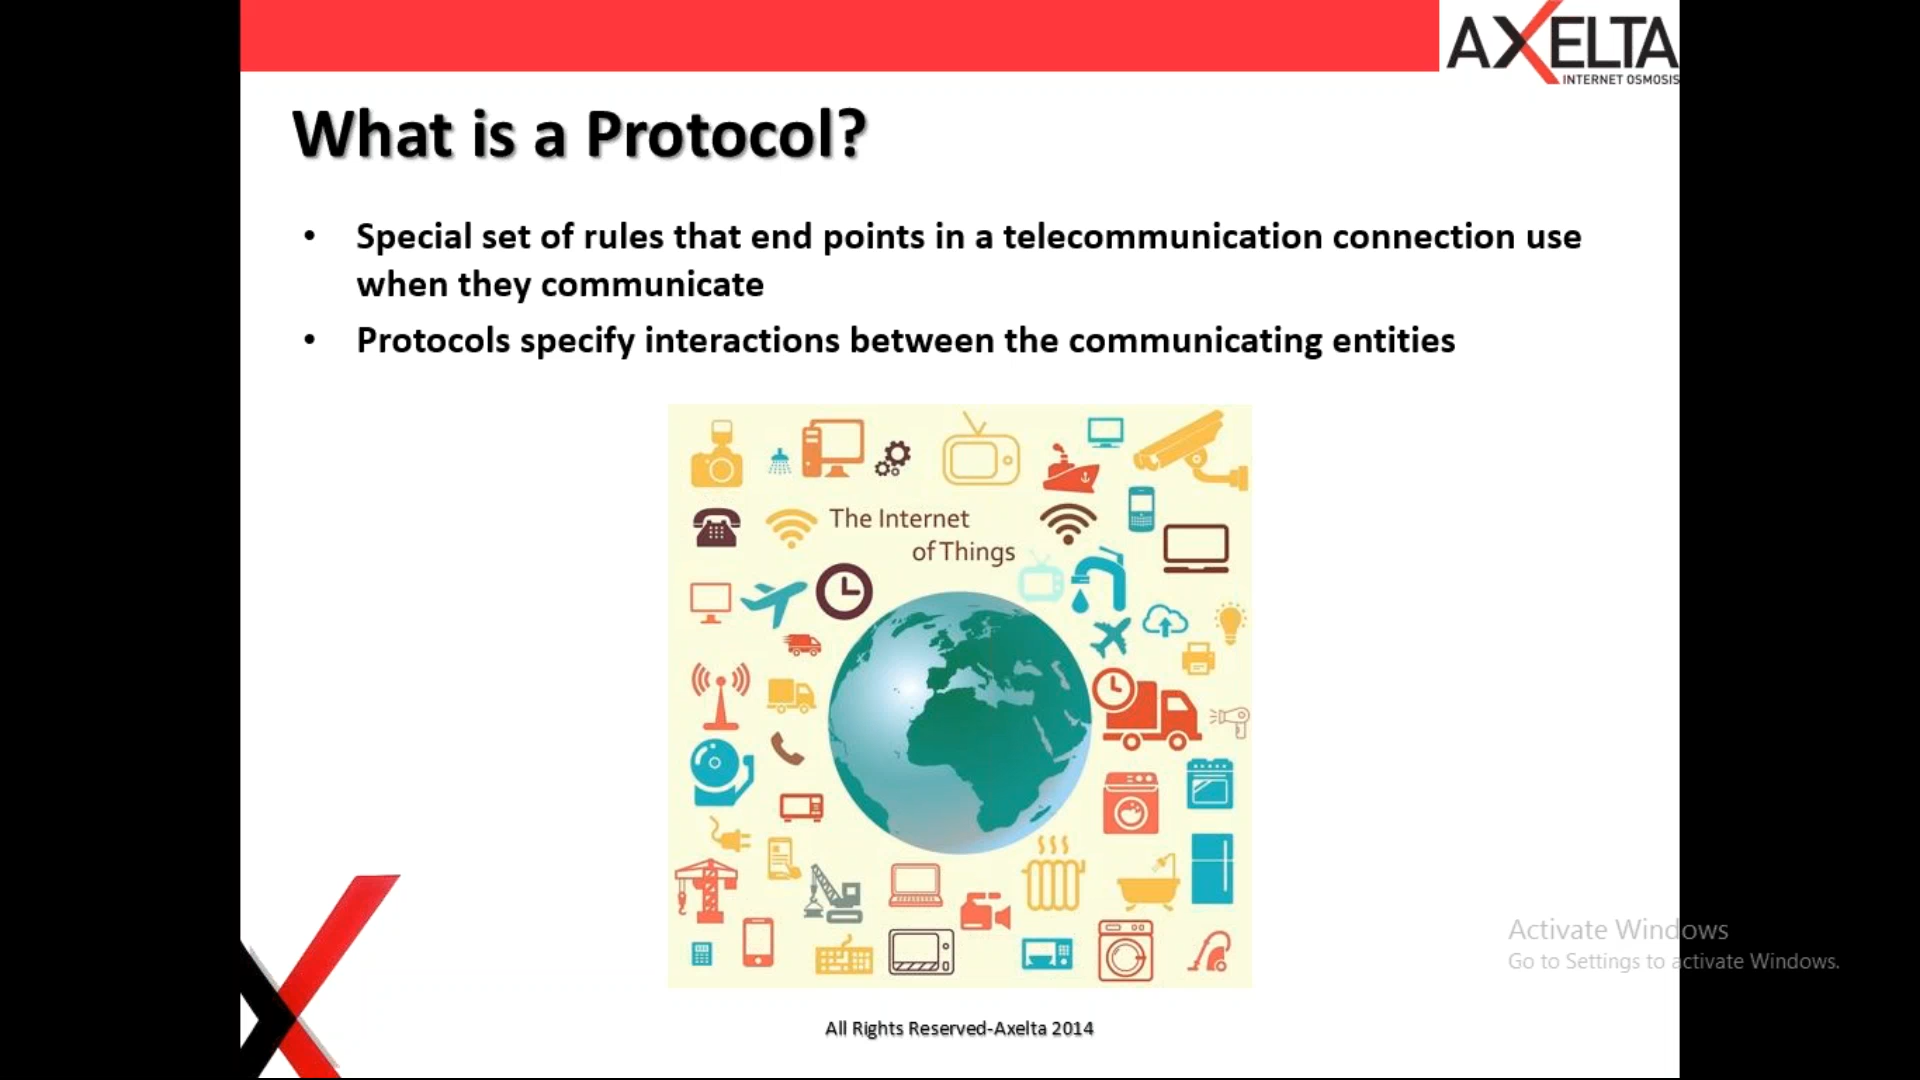 AXELTA
INTERNET OSMOSIS
What is a Protocol?
• Special set of rules that end points in a telecommunication connection use
when they communicate
• Protocols specify interactions between the communicating entities
The Internet
of Things
Activate Windows
Go to Settings to activate Windows.
All Rights Reserved-Axelta 2014